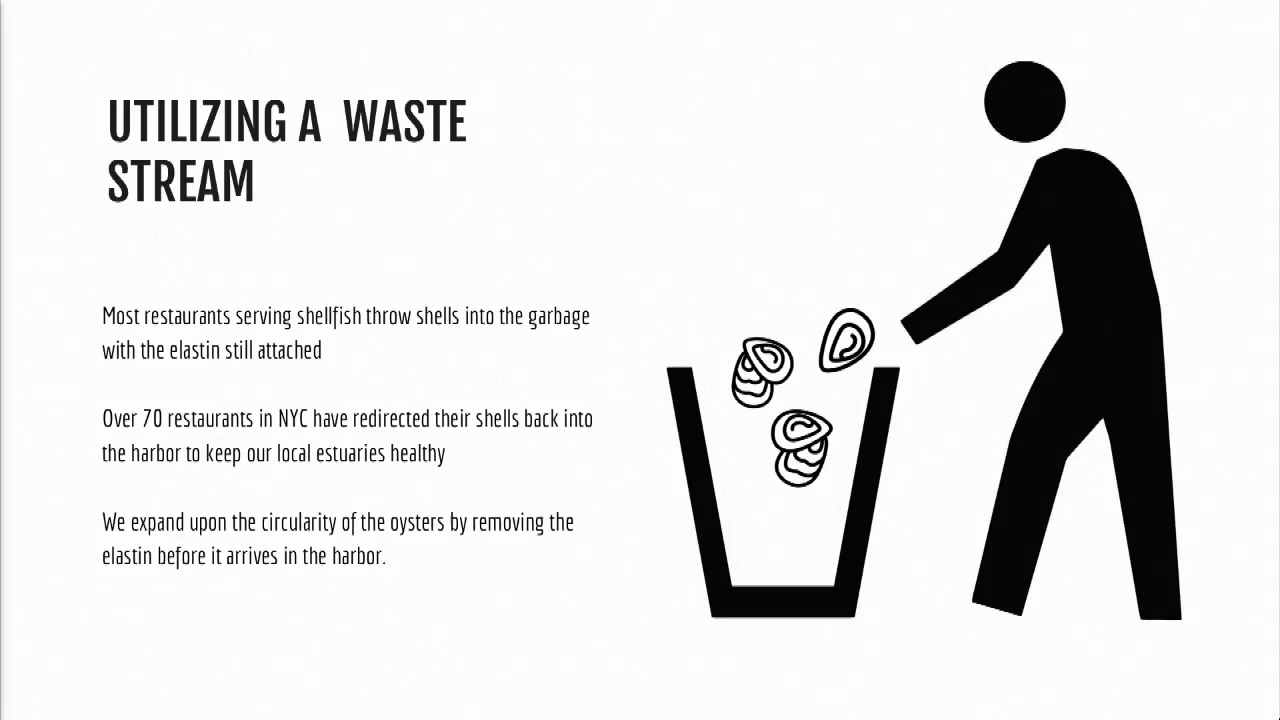 UTILIZING A  WASTE
STREAM
Most restaurants serving shellfish throw shells into the garbage
with the elastin still attached
Over 70 restaurants in NYC have redirected their shells back into
the harbor to keep our local estuaries healthy
We expand upon the circularity of the oysters by removing the
elastin before it arrives in the harbor.